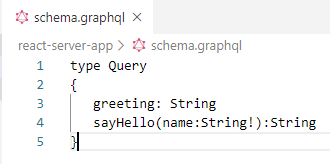 schema.graphql ×
react-server-app > schema.graphql
1 type Query
2 {
3 greeting: String
4 sayHello(name:String!):String
5 }